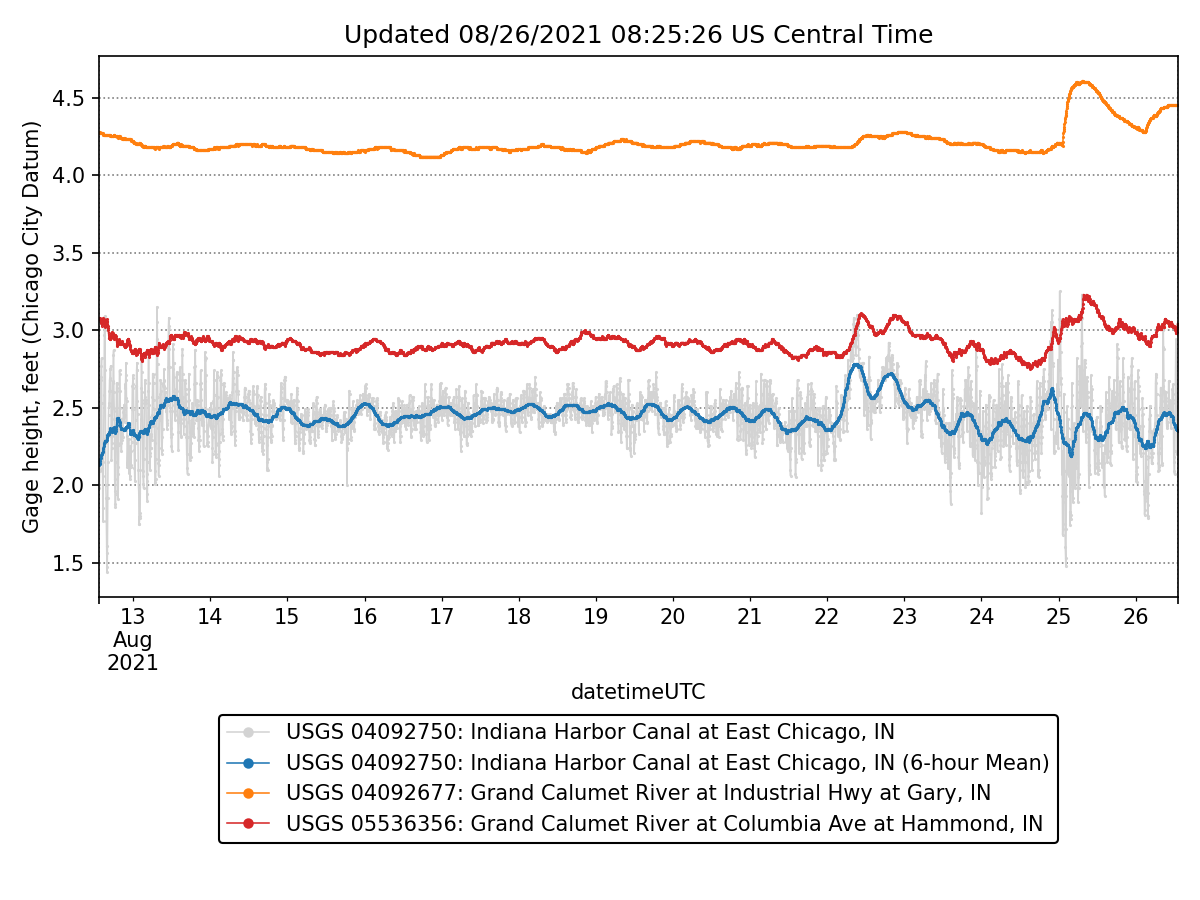 Updated 08/26/2021 08:25:26 US Central Time
Gage height, feet (Chicago City Datum)
4.5
4.0
3.5
3.0
2.5
2.0
1.5
13 14 15 16 17 18 19 20 21 22 23 24 25 26
Aug
2021
datetimeUTC
USGS 04092750: Indiana Harbor Canal at East Chicago, IN
USGS 04092750: Indiana Harbor Canal at East Chicago, IN (6-hour Mean)
USGS 04092677: Grand Calumet River at Industrial Hwy at Gary, IN
USGS 05536356: Grand Calumet River at Columbia Ave at Hammond, IN